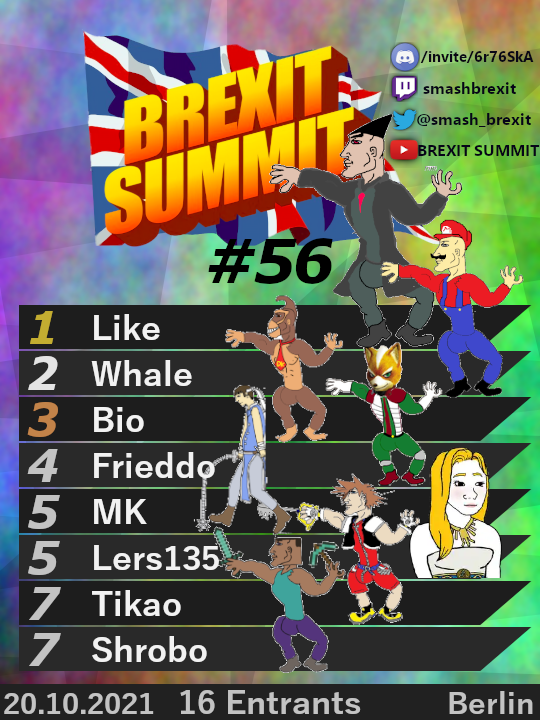 BREXIT
SUMMIT
#56
/invite/6r76SkA
smashbrexit
@smash_brexit
BREXIT SUMMIT
1 Like
2 Whale
3 Bio
4 Frieddo
5 MK
5 Lers135
7 Tikao
7 Shrobo
20.10.2021 16 Entrants Berlin